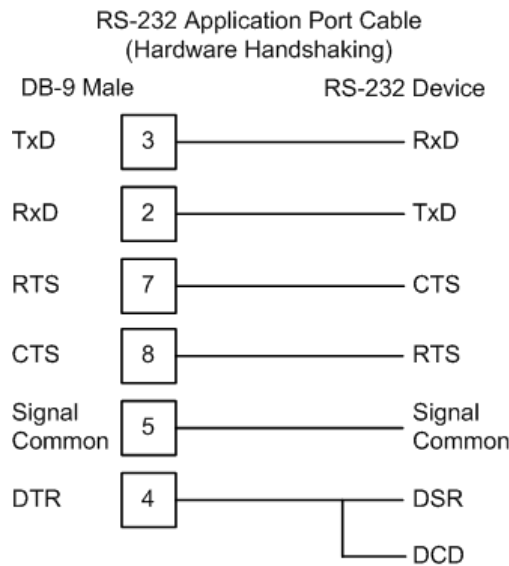 RS-232 Application Port Cable
(Hardware Handshaking)
DB-9 Male RS-232 Device
TxD 3 RxD
RxD 2 TxD
RTS 7 CTS
CTS 8 RTS
Signal
Common 5 Signal
Common
DTR 4 DSR
DCD